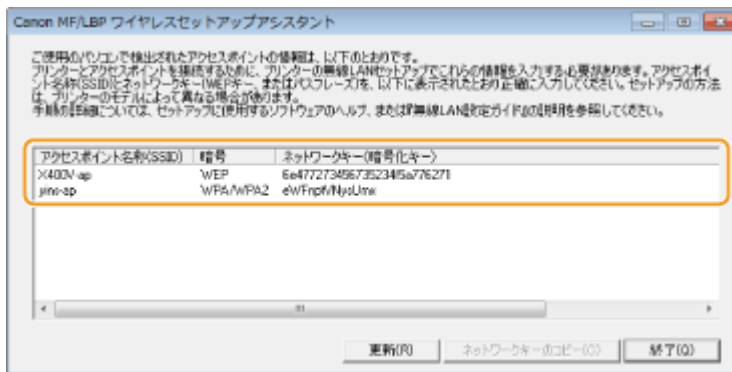 Canon MF/LBP ワイヤレスセットアップアシスタント
ご使用のパソコンで検出されたアクセスポイントの情報は、以下のとおりです。
プリンターとアクセスポイントを接続するために、プリンターの無線LANセットアップでこれらの情報を入力する必要があります。アクセスポイ
ント名称(SSID)とネットワークキー(WEPキー、またはパスフレーズ)を、以下に表示されたとおり正確に入力してください。セットアップの方法
は、プリンターのモデルによって異なる場合があります。
手順の詳細については、セットアップに使用するソフトウェアのヘルプ、または『無線LAN設定ガイド』の説明を参照してください。
アクセスポイント名称(SSID) 暗号 ネットワークキー(暗号化キー)
X400V-ap WEP
WPA/WPA2
更新(R) ネットワークキーのコピー(C) 終了(Q)